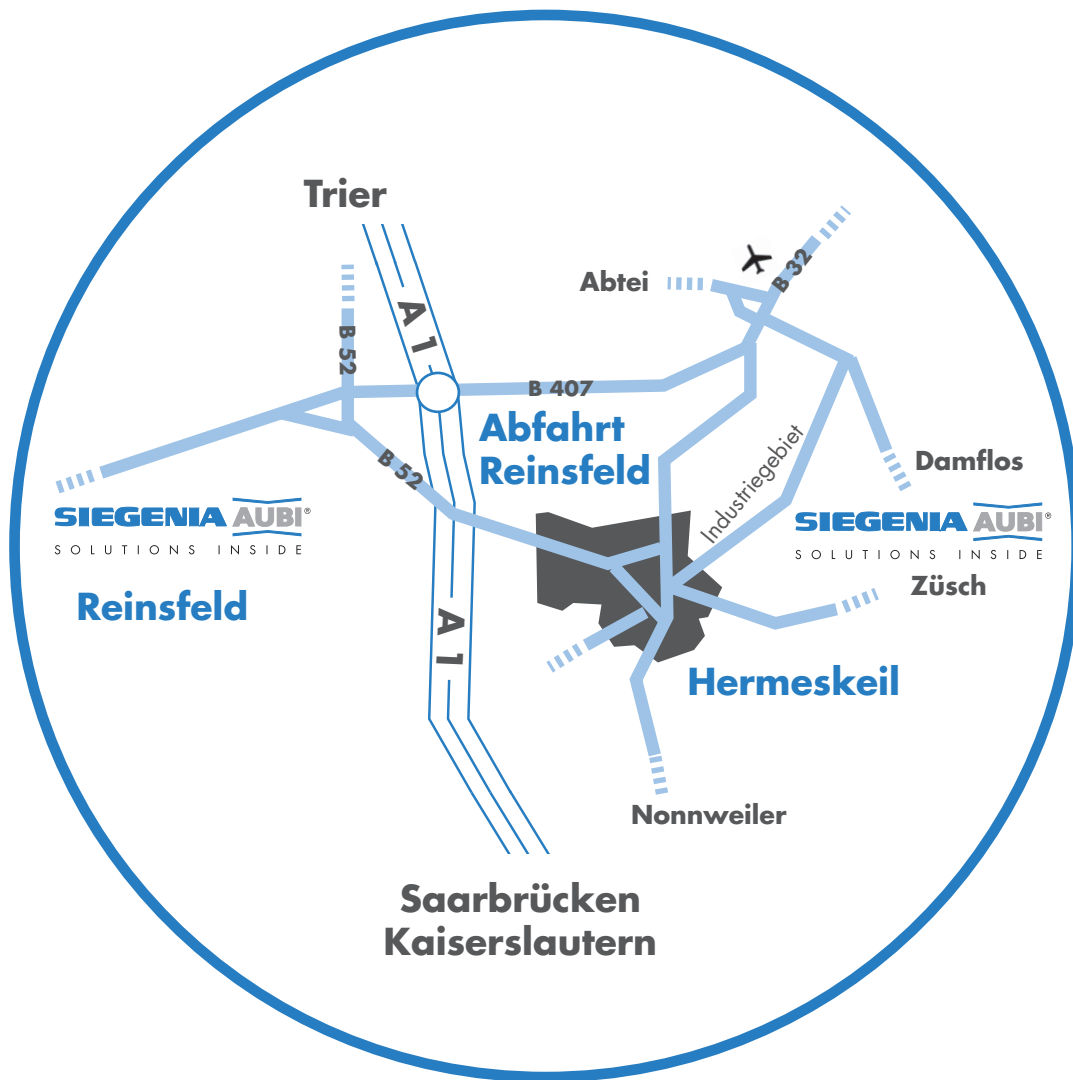 Trier
A 1
B 52
Abtei
B 32
B 407
Abfahrt
Reinsfeld
B 52
Industriegebiet
Damflos
SIEGENIA AUBI®
SOLUTIONS INSIDE
Reinsfeld
SIEGENIA AUBI®
SOLUTIONS INSIDE
Züsch
A 1
Hermeskeil
Nonnweiler
Saarbrücken
Kaiserslautern